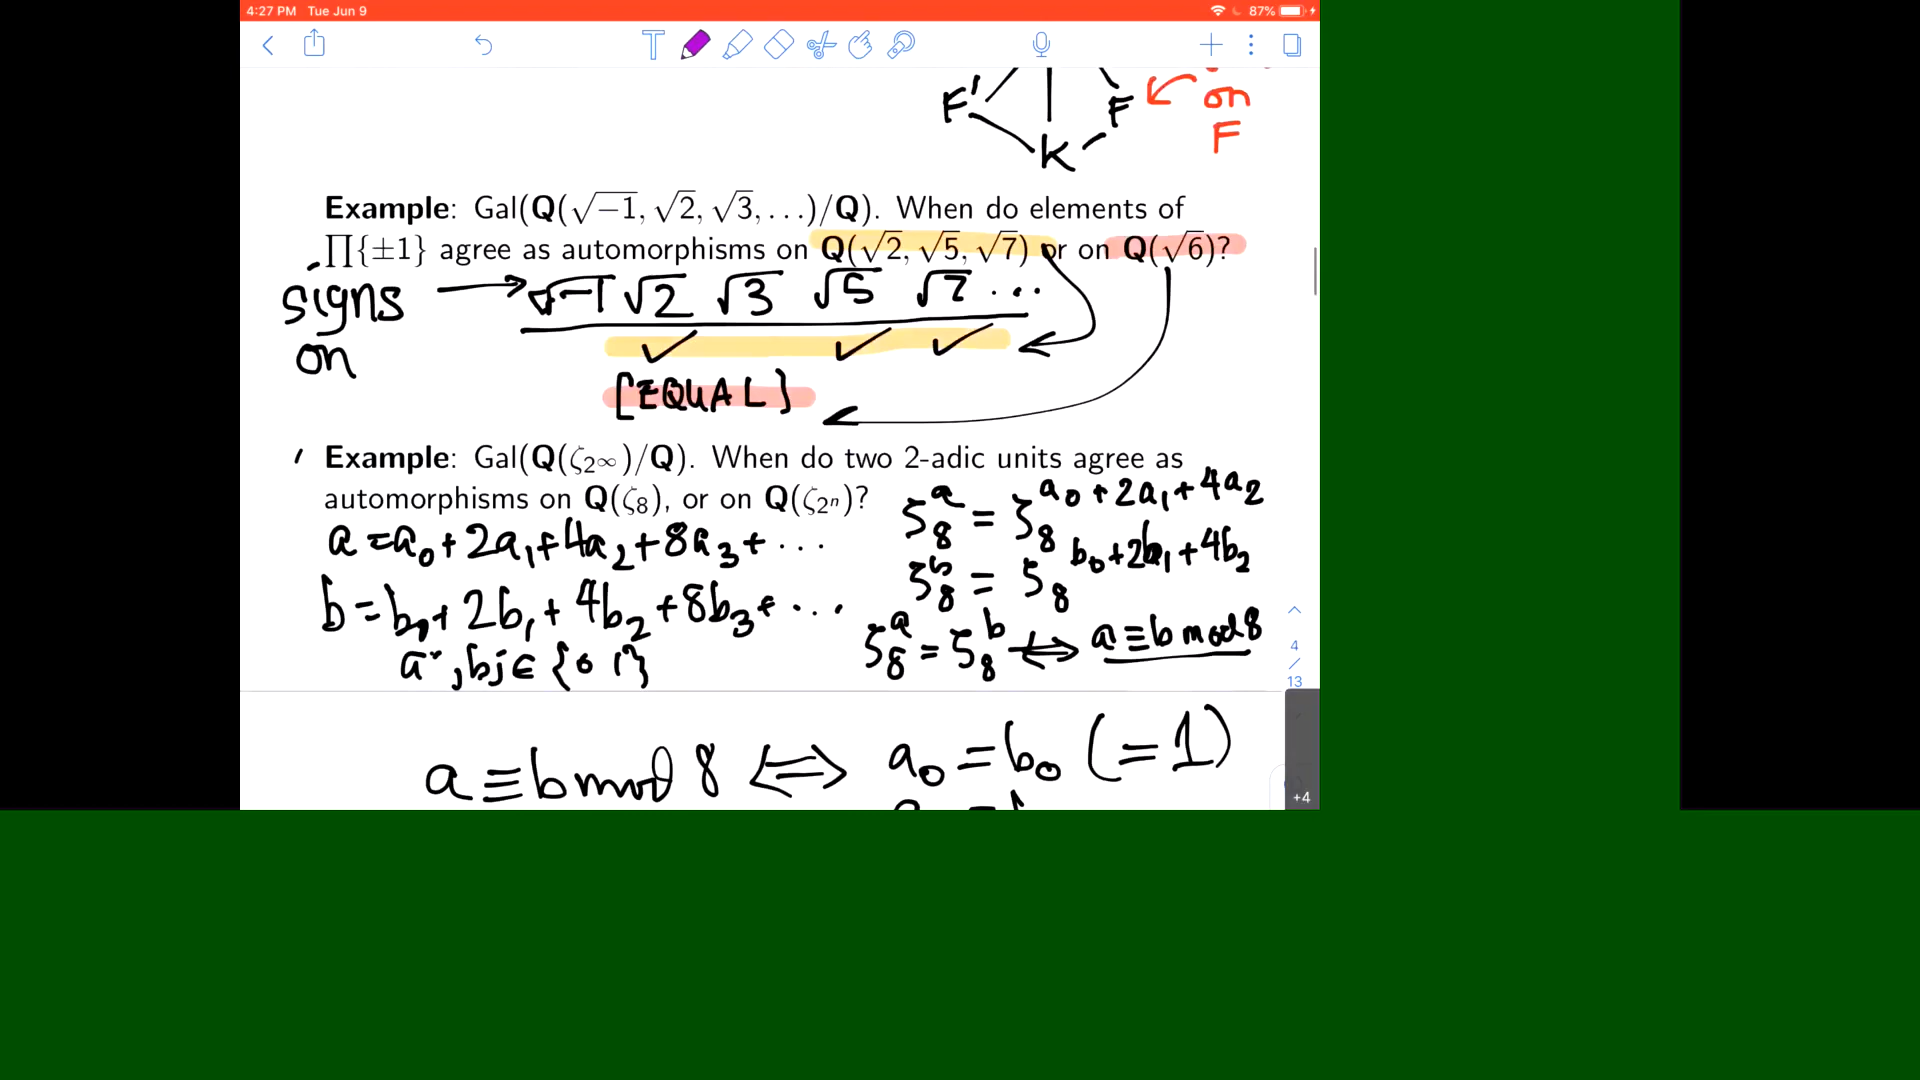 4:27 PM Tue Jun 9 87%
F' F on
K F
Example: Gal(Q(√−1, √2, √3, . . .)/Q). When do elements of
∏{±1} agree as automorphisms on Q(√2, √5, √7) or on Q(√6)?
signs → √−1 √2 √3 √5 √7 ...
on ✓ ✓ ✓
[EQUAL]
Example: Gal(Q(ζ₂∞)/Q). When do two 2-adic units agree as
automorphisms on Q(ζ₈), or on Q(ζ₂ⁿ)?
ζ₈^a = ζ₈^(a₀+2a₁+4a₂)
a = a₀ + 2a₁ + 4a₂ + 8a₃ + ...
ζ₈^b = ζ₈^(b₀+2b₁+4b₂)
b = b₀ + 2b₁ + 4b₂ + 8b₃ + ...
ζ₈^a = ζ₈^b ⟺ a ≡ b mod 8
aᵢ, bⱼ ∈ {0 1}
4
/
13
a ≡ b mod 8 ⟺ a₀ = b₀ (= 1)
+4